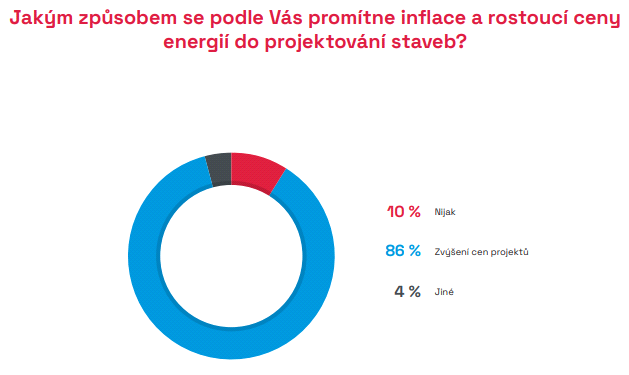 Jakým způsobem se podle Vás promítne inflace a rostoucí ceny
energií do projektování staveb?
10 % Nijak
86 % Zvýšení cen projektů
4 % Jiné